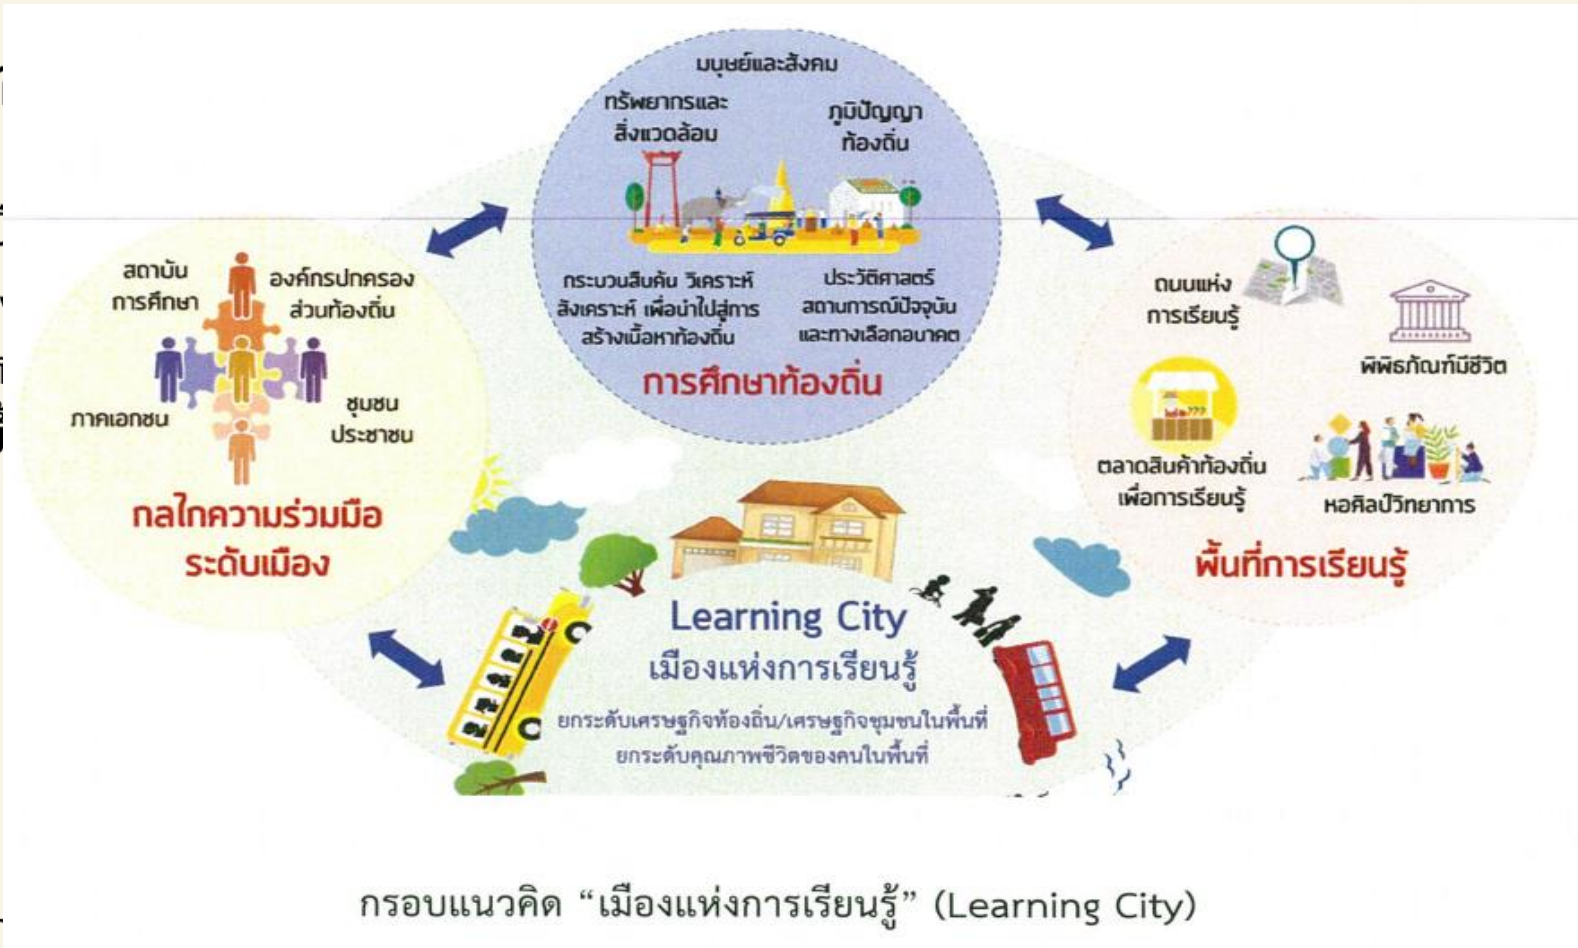 มนุษย์และสังคม
ทรัพยากรและ
สิ่งแวดล้อม
ภูมิปัญญา
ท้องถิ่น
กระบวนสืบค้น วิเคราะห์
สังเคราะห์ เพื่อนำไปสู่การ
สร้างเนื้อหาท้องถิ่น
ประวัติศาสตร์
สถานการณ์ปัจจุบัน
และทางเลือกอนาคต
การศึกษาท้องถิ่น
สถาบัน
การศึกษา
องค์กรปกครอง
ส่วนท้องถิ่น
ภาคเอกชน
ชุมชน
ประชาชน
กลไกความร่วมมือ
ระดับเมือง
ถนนแห่ง
การเรียนรู้
พิพิธภัณฑ์มีชีวิต
ตลาดสินค้าท้องถิ่น
เพื่อการเรียนรู้
หอศิลป์วิทยาการ
พื้นที่การเรียนรู้
Learning City
เมืองแห่งการเรียนรู้
ยกระดับเศรษฐกิจท้องถิ่น/เศรษฐกิจชุมชนในพื้นที่
ยกระดับคุณภาพชีวิตของคนในพื้นที่
กรอบแนวคิด “เมืองแห่งการเรียนรู้” (Learning City)